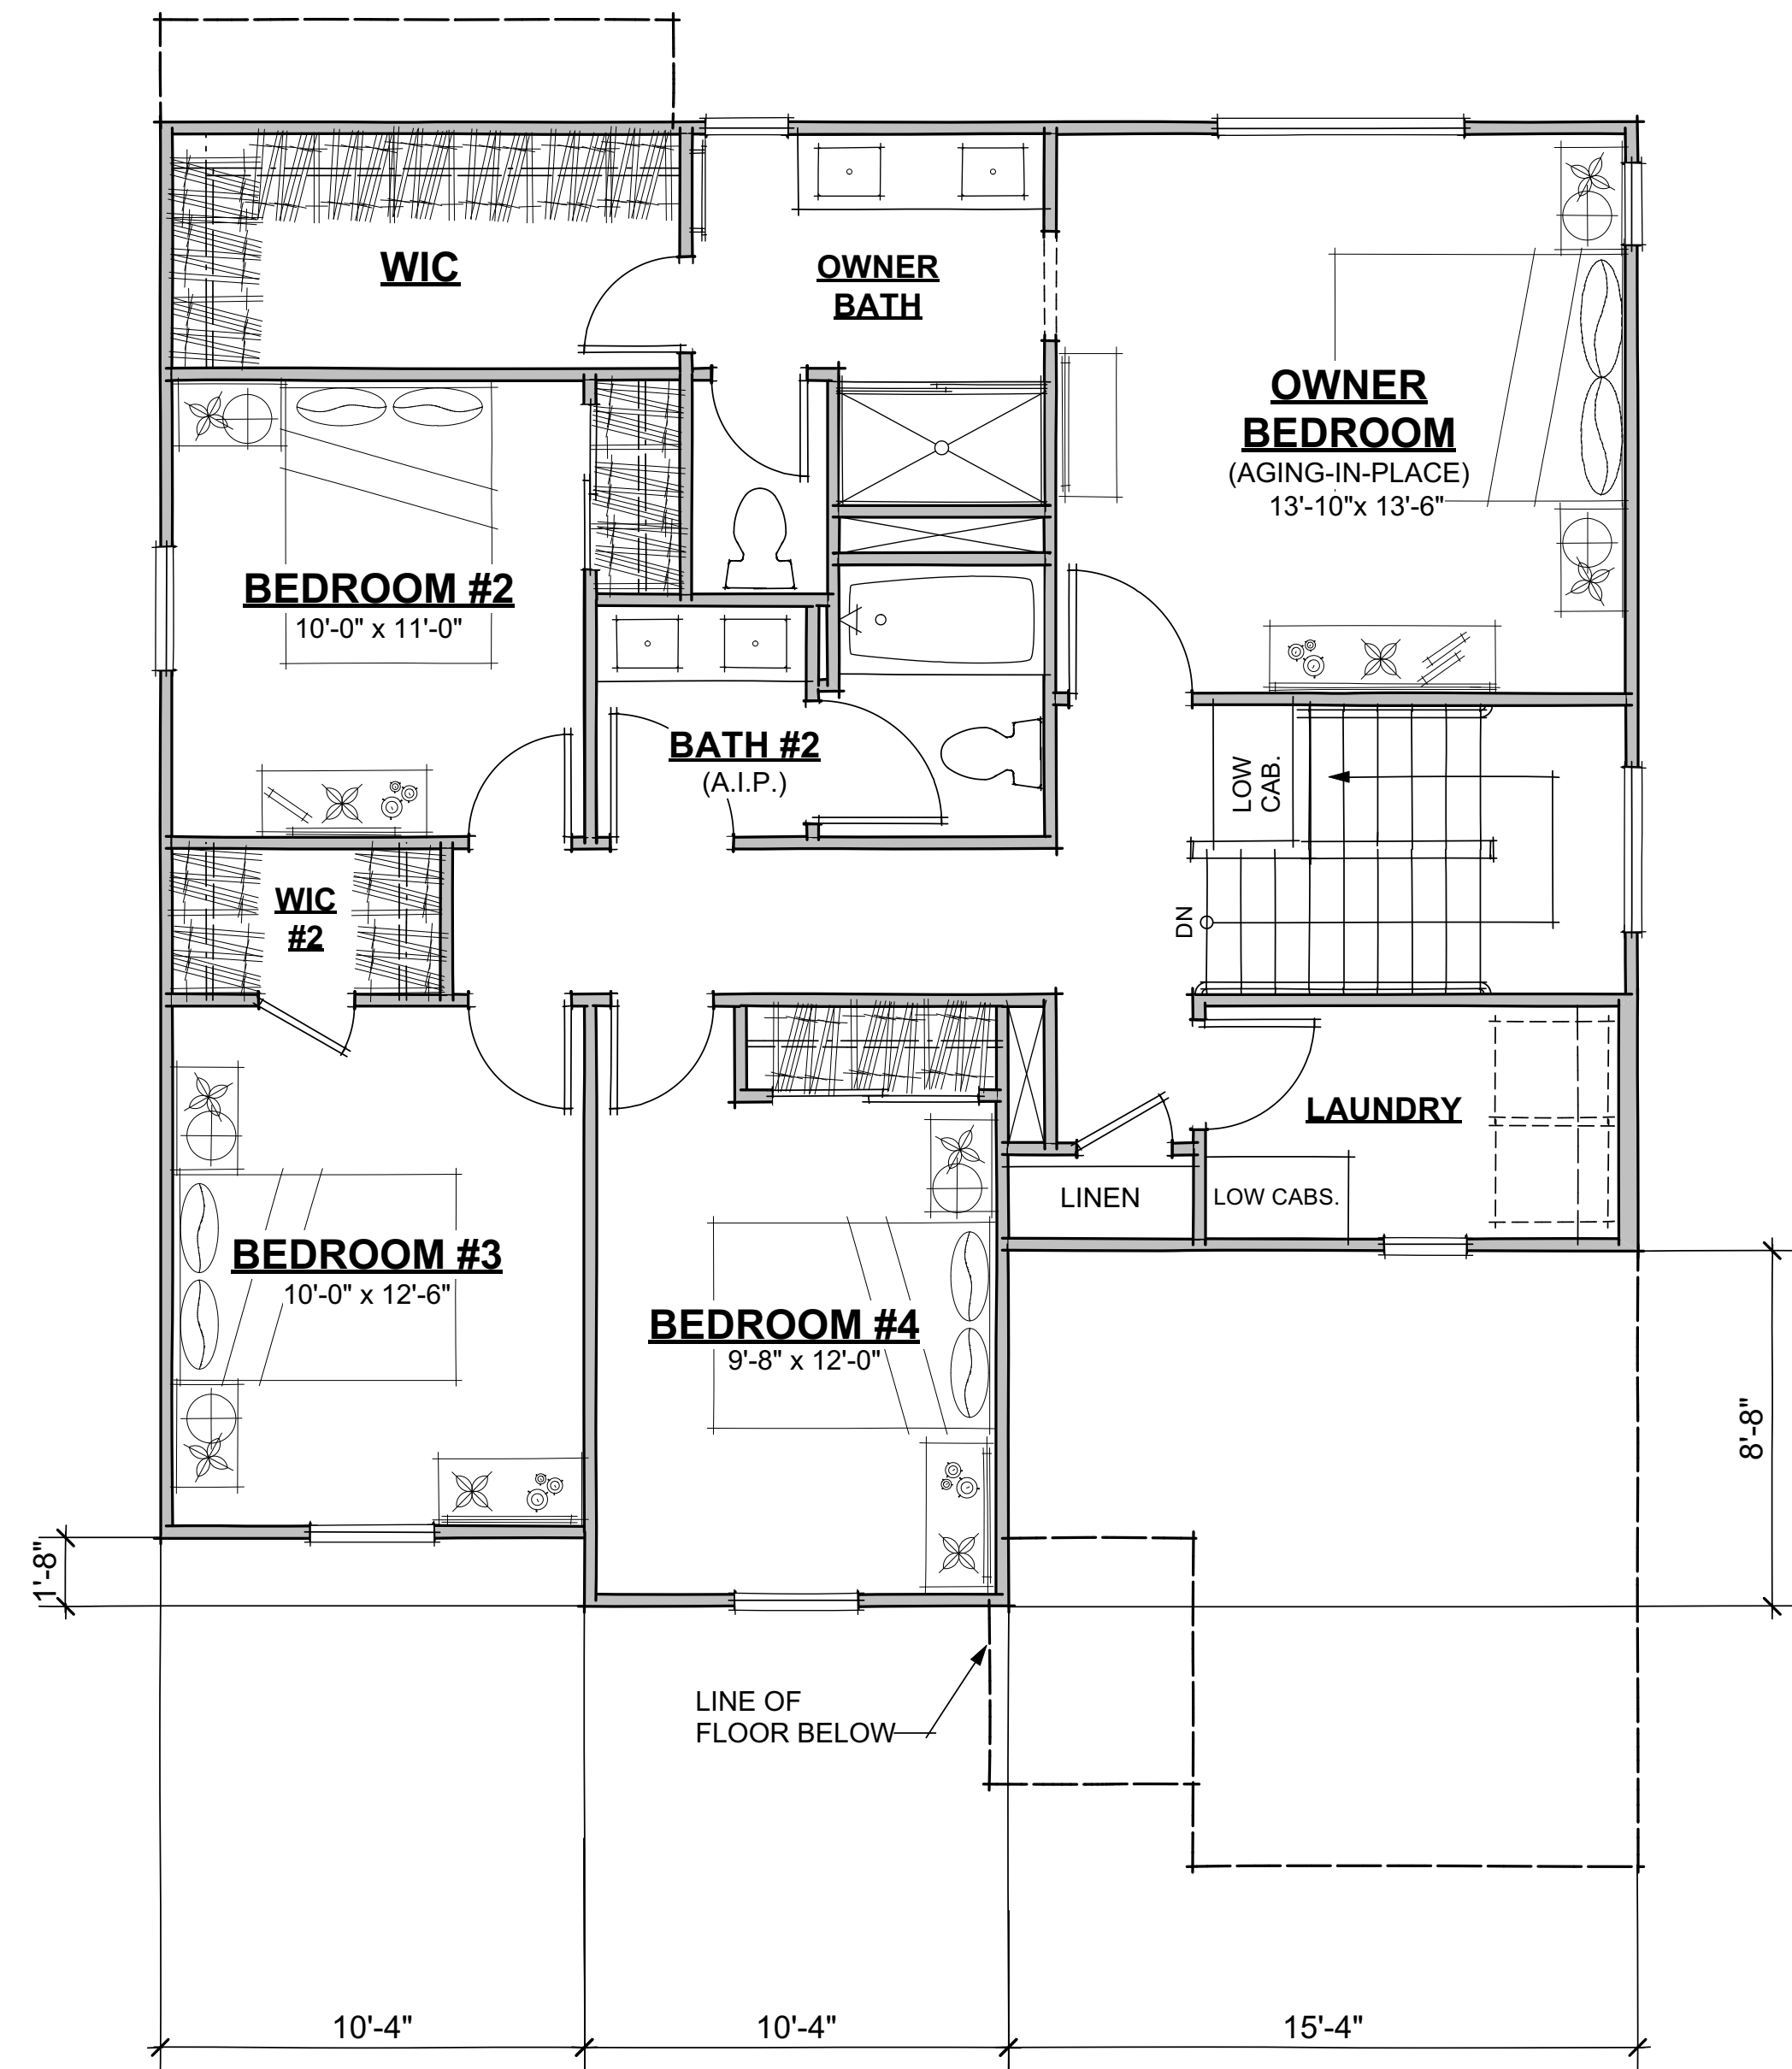 WIC
OWNER
BATH
OWNER
BEDROOM
(AGING-IN-PLACE)
13'-10"x 13'-6"
BEDROOM #2
10'-0" x 11'-0"
BATH #2
(A.I.P.)
LOW
CAB.
WIC
#2
DN
LAUNDRY
LINEN
LOW CABS.
BEDROOM #3
10'-0" x 12'-6"
BEDROOM #4
9'-8" x 12'-0"
8'-8"
1'-8"
LINE OF
FLOOR BELOW
10'-4"
10'-4"
15'-4"